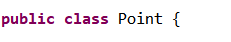 public class Point {